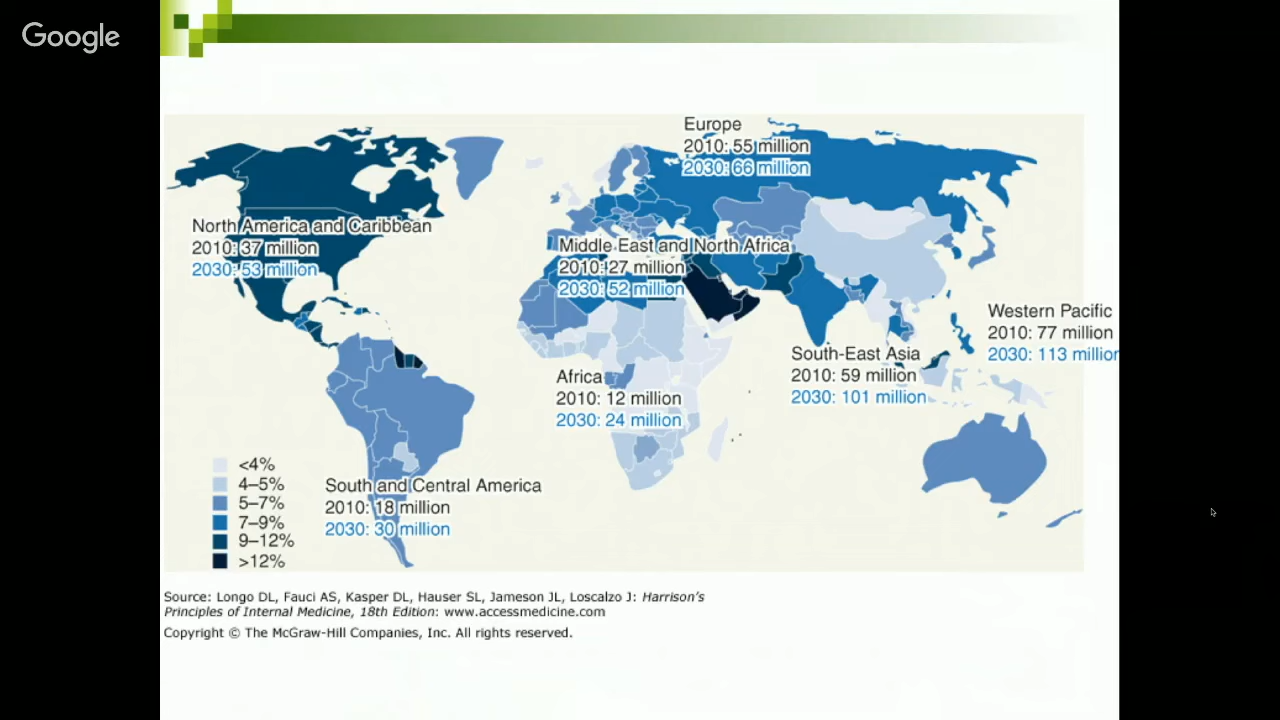 Google
Europe
2010: 55 million
2030: 66 million
North America and Caribbean
2010: 37 million
2030: 53 million
Middle East and North Africa
2010: 27 million
2030: 52 million
Western Pacific
2010: 77 million
2030: 113 million
South-East Asia
2010: 59 million
2030: 101 million
Africa
2010: 12 million
2030: 24 million
South and Central America
2010: 18 million
2030: 30 million
<4%
4–5%
5–7%
7–9%
9–12%
>12%
Source: Longo DL, Fauci AS, Kasper DL, Hauser SL, Jameson JL, Loscalzo J: Harrison's
Principles of Internal Medicine, 18th Edition: www.accessmedicine.com
Copyright © The McGraw-Hill Companies, Inc. All rights reserved.